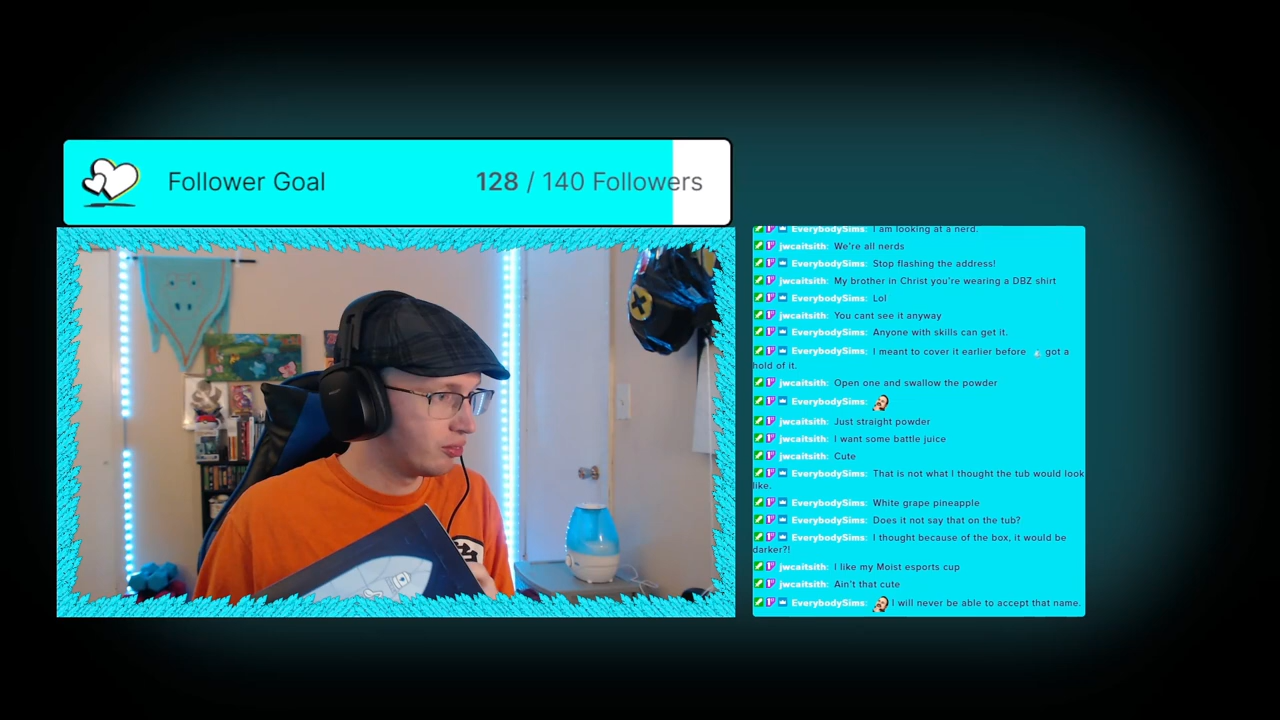 Follower Goal
128 / 140 Followers
EverybodySims: I am looking at a nerd.
jwcaitsith: We're all nerds
EverybodySims: Stop flashing the address!
jwcaitsith: My brother in Christ you're wearing a DBZ shirt
EverybodySims: Lol
jwcaitsith: You cant see it anyway
EverybodySims: Anyone with skills can get it.
EverybodySims: I meant to cover it earlier before got a
hold of it.
jwcaitsith: Open one and swallow the powder
EverybodySims:
jwcaitsith: Just straight powder
jwcaitsith: I want some battle juice
jwcaitsith: Cute
EverybodySims: That is not what I thought the tub would look
like.
EverybodySims: White grape pineapple
EverybodySims: Does it not say that on the tub?
EverybodySims: I thought because of the box, it would be
darker?!
jwcaitsith: I like my Moist esports cup
jwcaitsith: Ain't that cute
EverybodySims: I will never be able to accept that name.